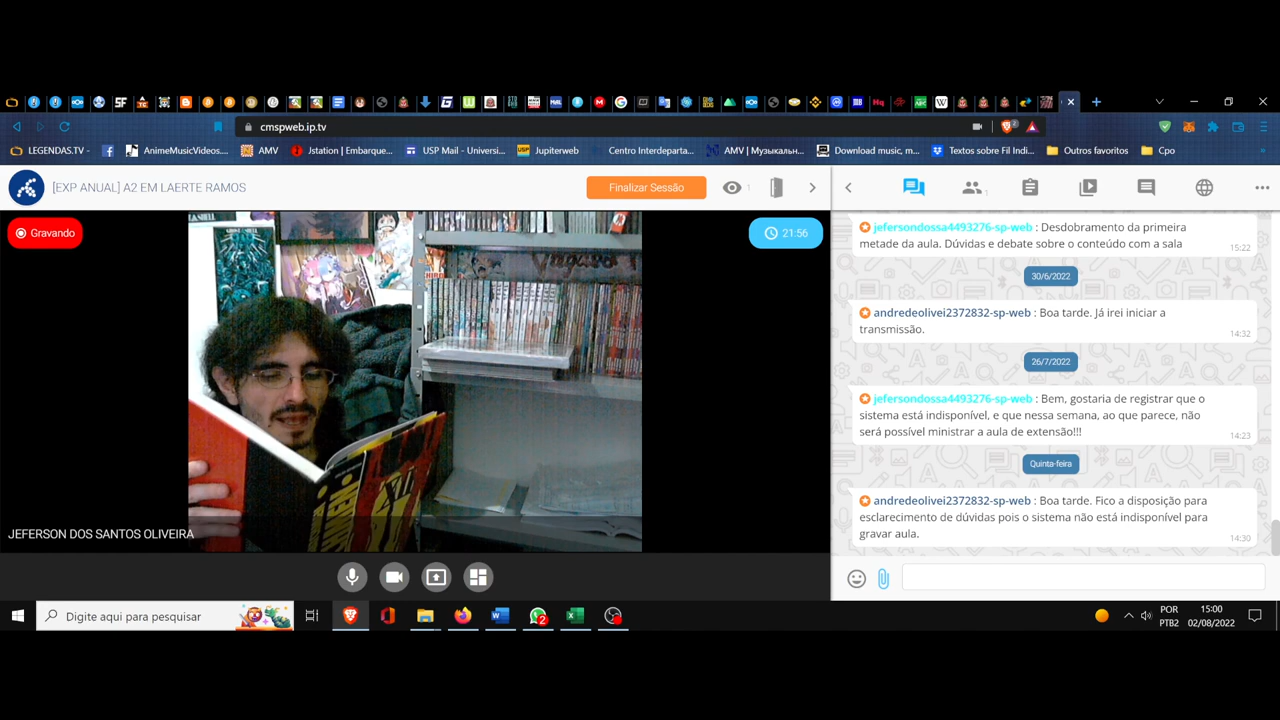 cmspweb.ip.tv
2
LEGENDAS.TV -
AnimeMusicVideos...
AMV
Jstation | Embarque...
USP Mail - Universi...
Jupiterweb
Centro Interdeparta...
AMV | Музыкальн...
Download music, m...
Textos sobre Fil Indi...
Outros favoritos
Cpo
[EXP ANUAL] A2 EM LAERTE RAMOS
Finalizar Sessão
1
1
Gravando
21:56
JEFERSON DOS SANTOS OLIVEIRA
jefersondossa4493276-sp-web : Desdobramento da primeira
metade da aula. Dúvidas e debate sobre o conteúdo com a sala
15:22
30/6/2022
andredeolivei2372832-sp-web : Boa tarde. Já irei iniciar a
transmissão.
14:32
26/7/2022
jefersondossa4493276-sp-web : Bem, gostaria de registrar que o
sistema está indisponível, e que nessa semana, ao que parece, não
será possível ministrar a aula de extensão!!!
14:23
Quinta-feira
andredeolivei2372832-sp-web : Boa tarde. Fico a disposição para
esclarecimento de dúvidas pois o sistema não está indisponível para
gravar aula.
14:30
Digite aqui para pesquisar
2
POR
PTB2
15:00
02/08/2022